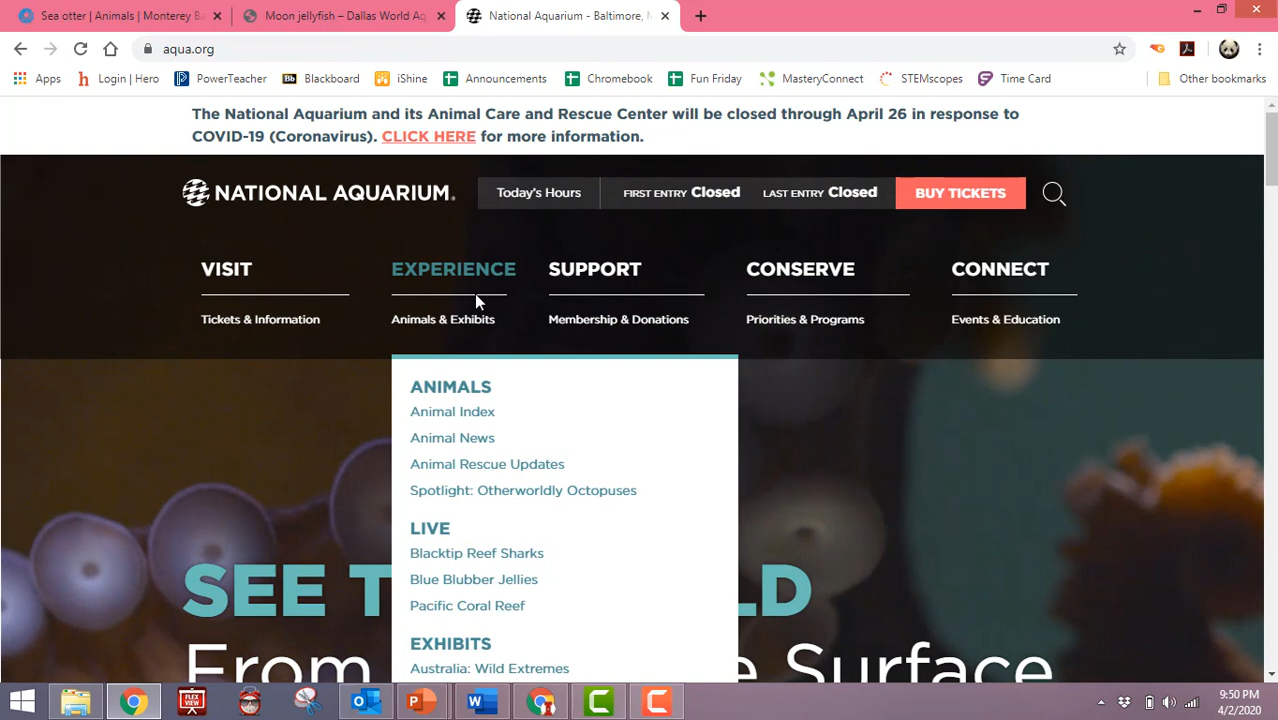 Sea otter | Animals | Monterey Ba
Moon jellyfish – Dallas World Aq
National Aquarium - Baltimore, M
aqua.org
Apps
Login | Hero
PowerTeacher
Blackboard
iShine
Announcements
Chromebook
Fun Friday
MasteryConnect
STEMscopes
Time Card
Other bookmarks
The National Aquarium and its Animal Care and Rescue Center will be closed through April 26 in response to
COVID-19 (Coronavirus). CLICK HERE for more information.
NATIONAL AQUARIUM®
Today's Hours
FIRST ENTRY Closed
LAST ENTRY Closed
BUY TICKETS
VISIT
EXPERIENCE
SUPPORT
CONSERVE
CONNECT
Tickets & Information
Animals & Exhibits
Membership & Donations
Priorities & Programs
Events & Education
ANIMALS
Animal Index
Animal News
Animal Rescue Updates
Spotlight: Otherworldly Octopuses
LIVE
Blacktip Reef Sharks
Blue Blubber Jellies
Pacific Coral Reef
EXHIBITS
Australia: Wild Extremes
SEE T LD
From e Surface
FLEX VIEW
9:50 PM
4/2/2020